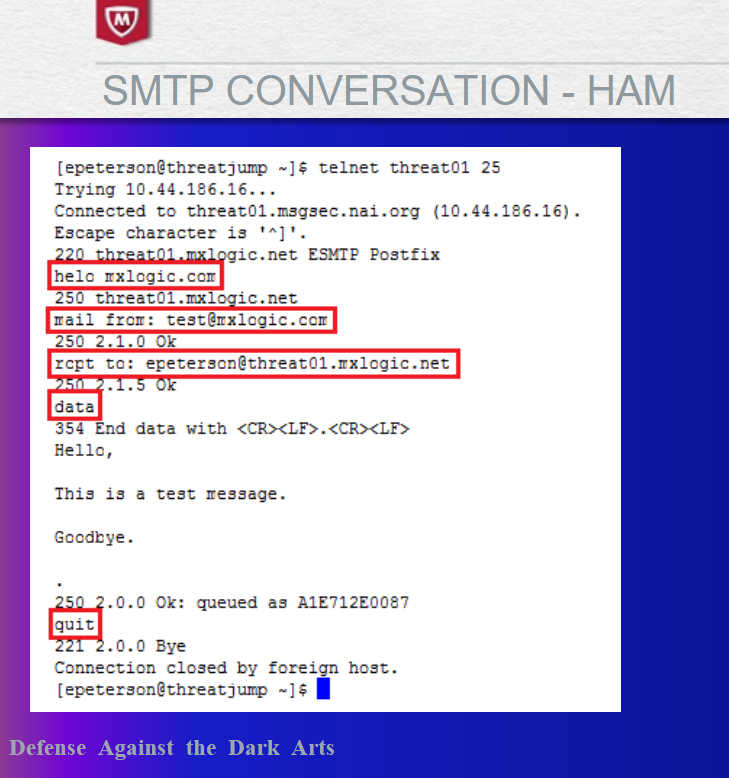 SMTP CONVERSATION - HAM
[epeterson@threatjump ~]$ telnet threat01 25
Trying 10.44.186.16...
Connected to threat01.msgsec.nai.org (10.44.186.16).
Escape character is '^]'.
220 threat01.mxlogic.net ESMTP Postfix
helo mxlogic.com
250 threat01.mxlogic.net
mail from: test@mxlogic.com
250 2.1.0 Ok
rcpt to: epeterson@threat01.mxlogic.net
250 2.1.5 Ok
data
354 End data with <CR><LF>.<CR><LF>
Hello,
This is a test message.
Goodbye.
.
250 2.0.0 Ok: queued as A1E712E0087
quit
221 2.0.0 Bye
Connection closed by foreign host.
[epeterson@threatjump ~]$
Defense Against the Dark Arts